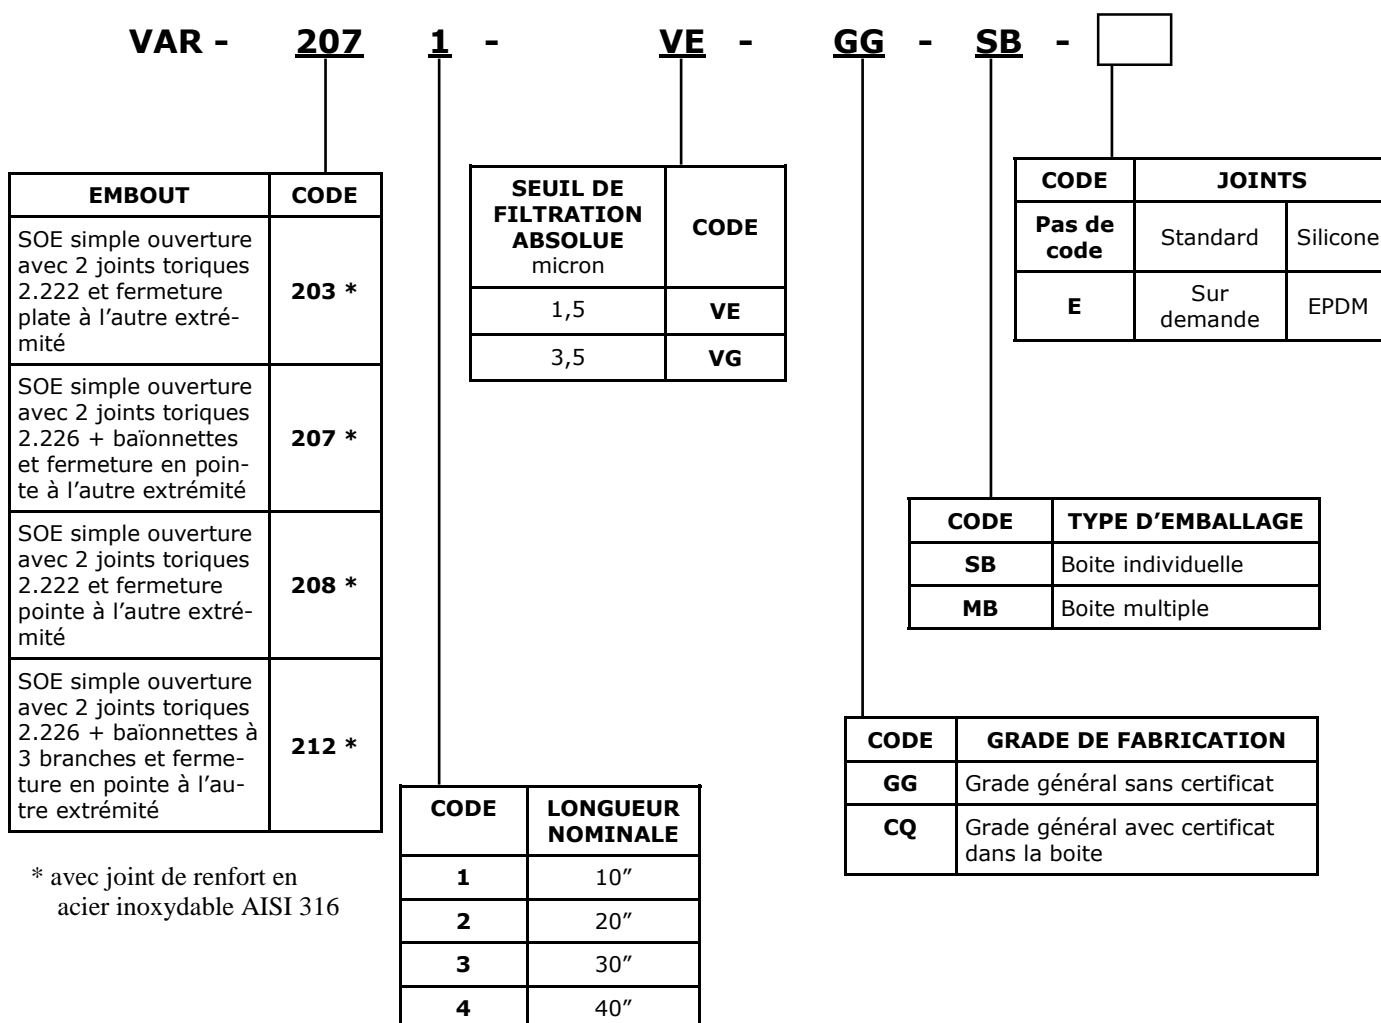 VAR - 207 1 - VE - GG - SB -
EMBOUT CODE
SOE simple ouverture
avec 2 joints toriques
2.222 et fermeture
plate à l’autre extré-
mité
203 *
SOE simple ouverture
avec 2 joints toriques
2.226 + baïonnettes
et fermeture en poin-
te à l’autre extrémité
207 *
SOE simple ouverture
avec 2 joints toriques
2.222 et fermeture
pointe à l’autre extré-
mité
208 *
SOE simple ouverture
avec 2 joints toriques
2.226 + baïonnettes à
3 branches et ferme-
ture en pointe à l’au-
tre extrémité
212 *
* avec joint de renfort en
acier inoxydable AISI 316
CODE LONGUEUR
NOMINALE
1 10″
2 20″
3 30″
4 40″
SEUIL DE
FILTRATION
ABSOLUE
micron
CODE
1,5 VE
3,5 VG
CODE JOINTS
Pas de
code
Standard Silicone
E
Sur
demande
EPDM
CODE TYPE D’EMBALLAGE
SB Boite individuelle
MB Boite multiple
CODE GRADE DE FABRICATION
GG Grade général sans certificat
CQ Grade général avec certificat
dans la boite